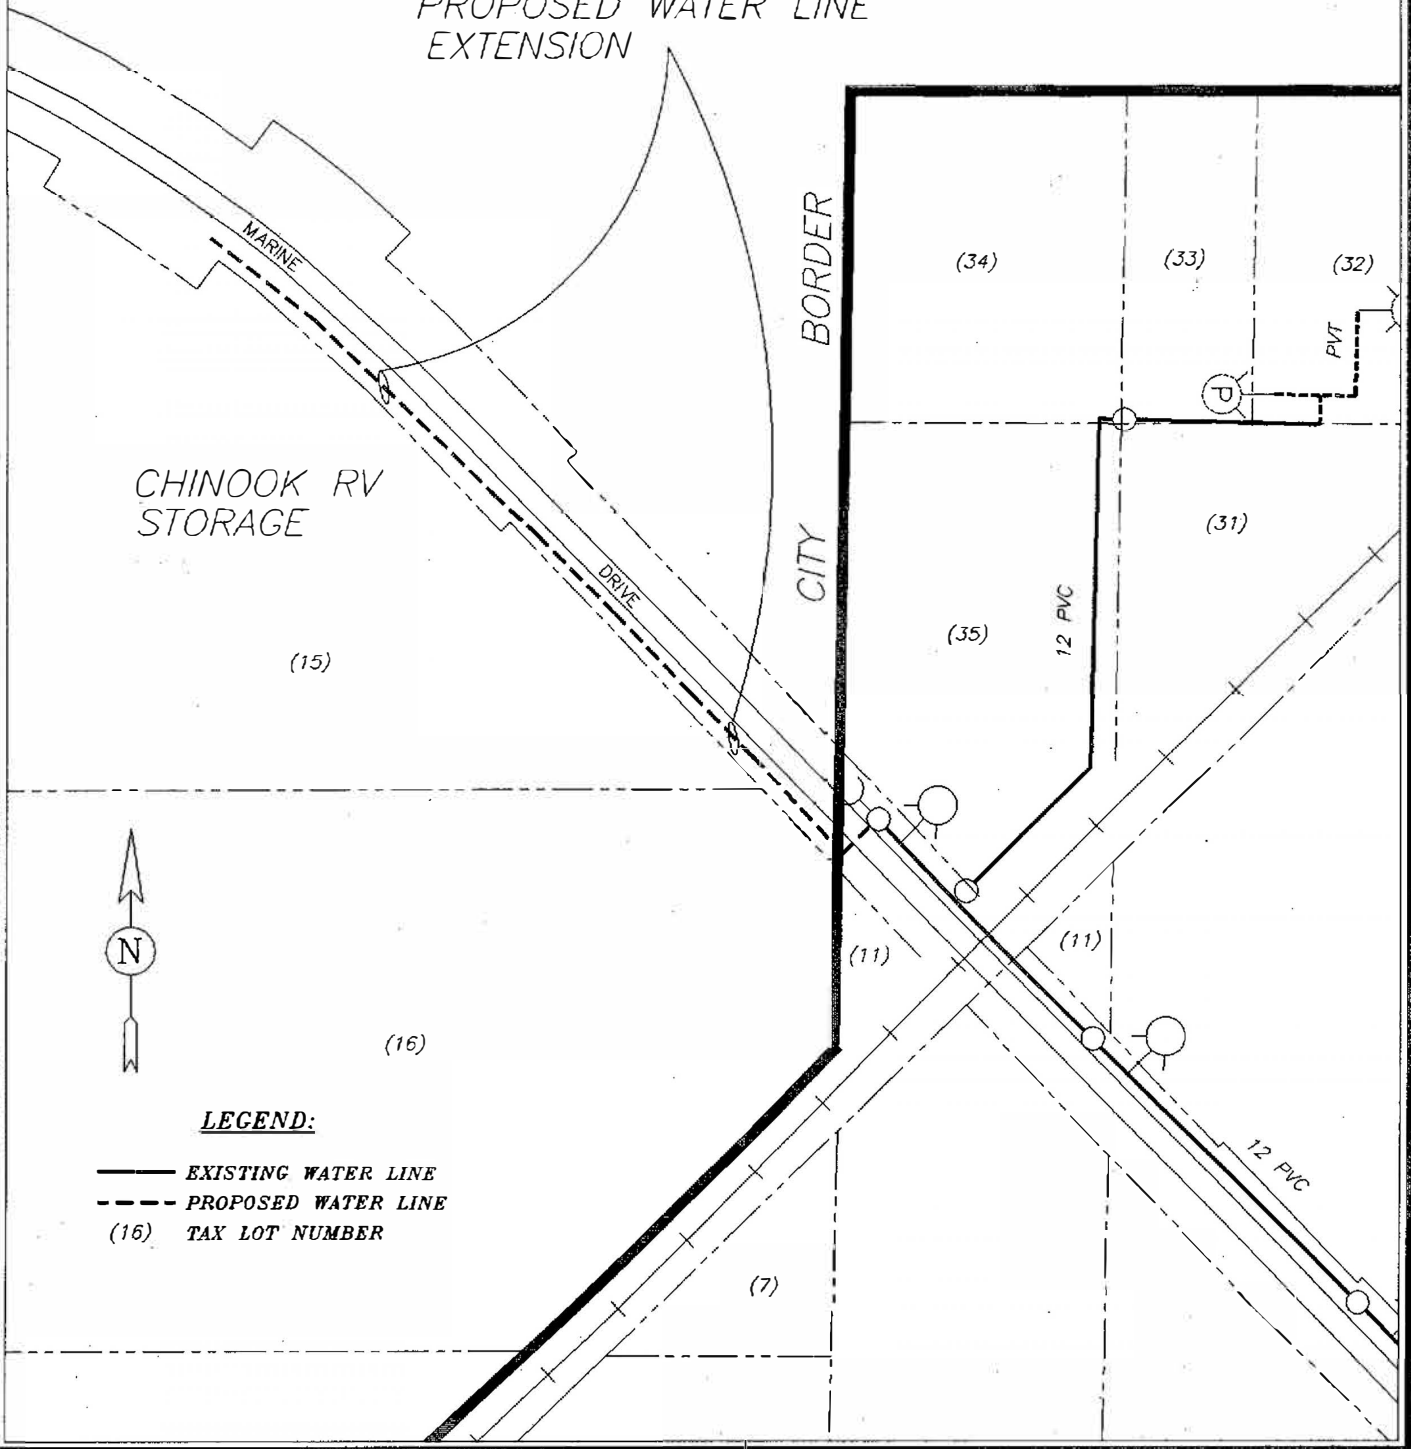 PROPOSED WATER LINE
EXTENSION
MARINE
BORDER
(34)
(33)
(32)
PVT
P
CHINOOK RV
STORAGE
CITY
(31)
DRIVE
12 PVC
(35)
(15)
N
(11)
(11)
(16)
LEGEND:
EXISTING WATER LINE
PROPOSED WATER LINE
(16) TAX LOT NUMBER
12 PVC
(7)